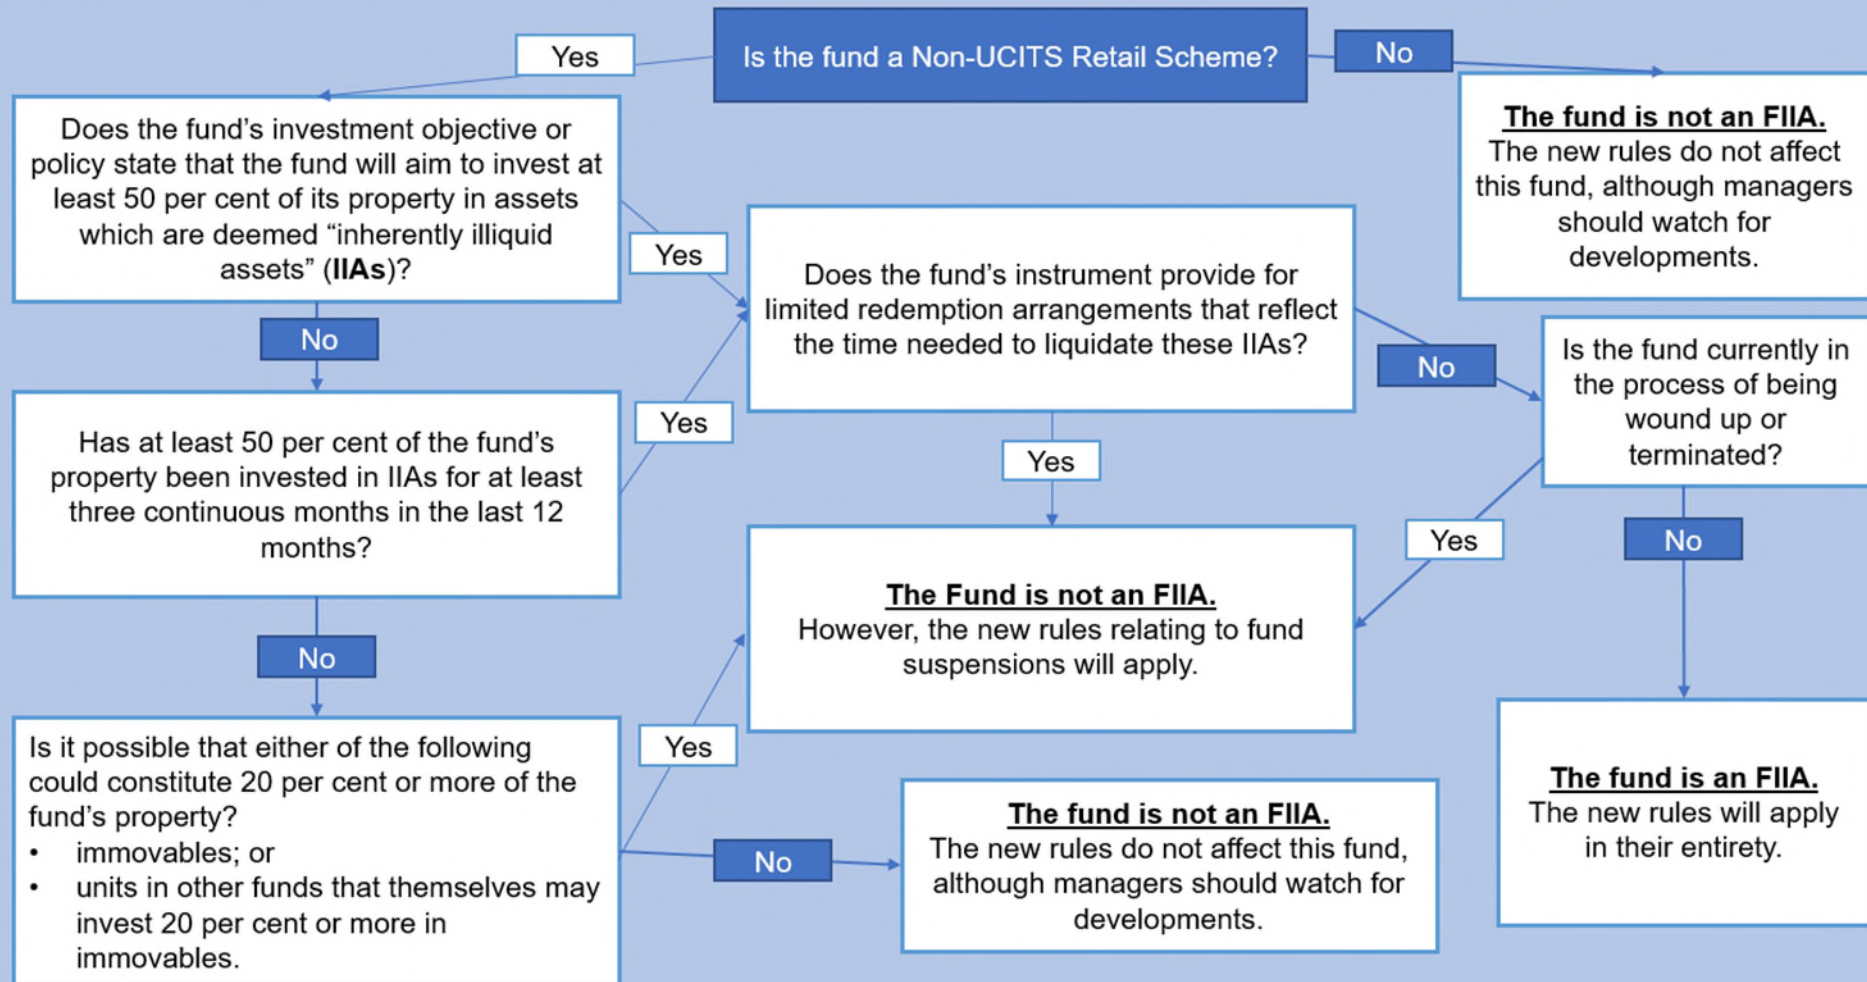 Is the fund a Non-UCITS Retail Scheme?
Yes
No
Does the fund's investment objective or
policy state that the fund will aim to invest at
least 50 per cent of its property in assets
which are deemed “inherently illiquid
assets” (IIAs)?
Yes
No
The fund is not an FIIA.
The new rules do not affect
this fund, although managers
should watch for
developments.
Does the fund's instrument provide for
limited redemption arrangements that reflect
the time needed to liquidate these IIAs?
No
Yes
Is the fund currently in
the process of being
wound up or
terminated?
Yes
No
Has at least 50 per cent of the fund's
property been invested in IIAs for at least
three continuous months in the last 12
months?
Yes
No
The Fund is not an FIIA.
However, the new rules relating to fund
suspensions will apply.
Is it possible that either of the following
could constitute 20 per cent or more of the
fund's property?
• immovables; or
• units in other funds that themselves may
invest 20 per cent or more in
immovables.
Yes
No
The fund is not an FIIA.
The new rules do not affect this fund,
although managers should watch for
developments.
The fund is an FIIA.
The new rules will apply
in their entirety.